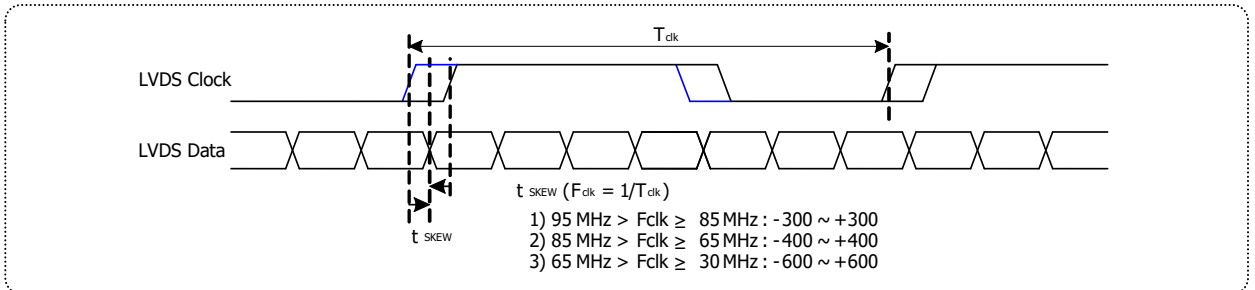 Tclk
LVDS Clock
LVDS Data
t SKEW (Fclk = 1/Tclk)
1) 95 MHz > Fclk ≥ 85 MHz : -300 ~ +300
t SKEW
2) 85 MHz > Fclk ≥ 65 MHz : -400 ~ +400
3) 65 MHz > Fclk ≥ 30 MHz : -600 ~ +600